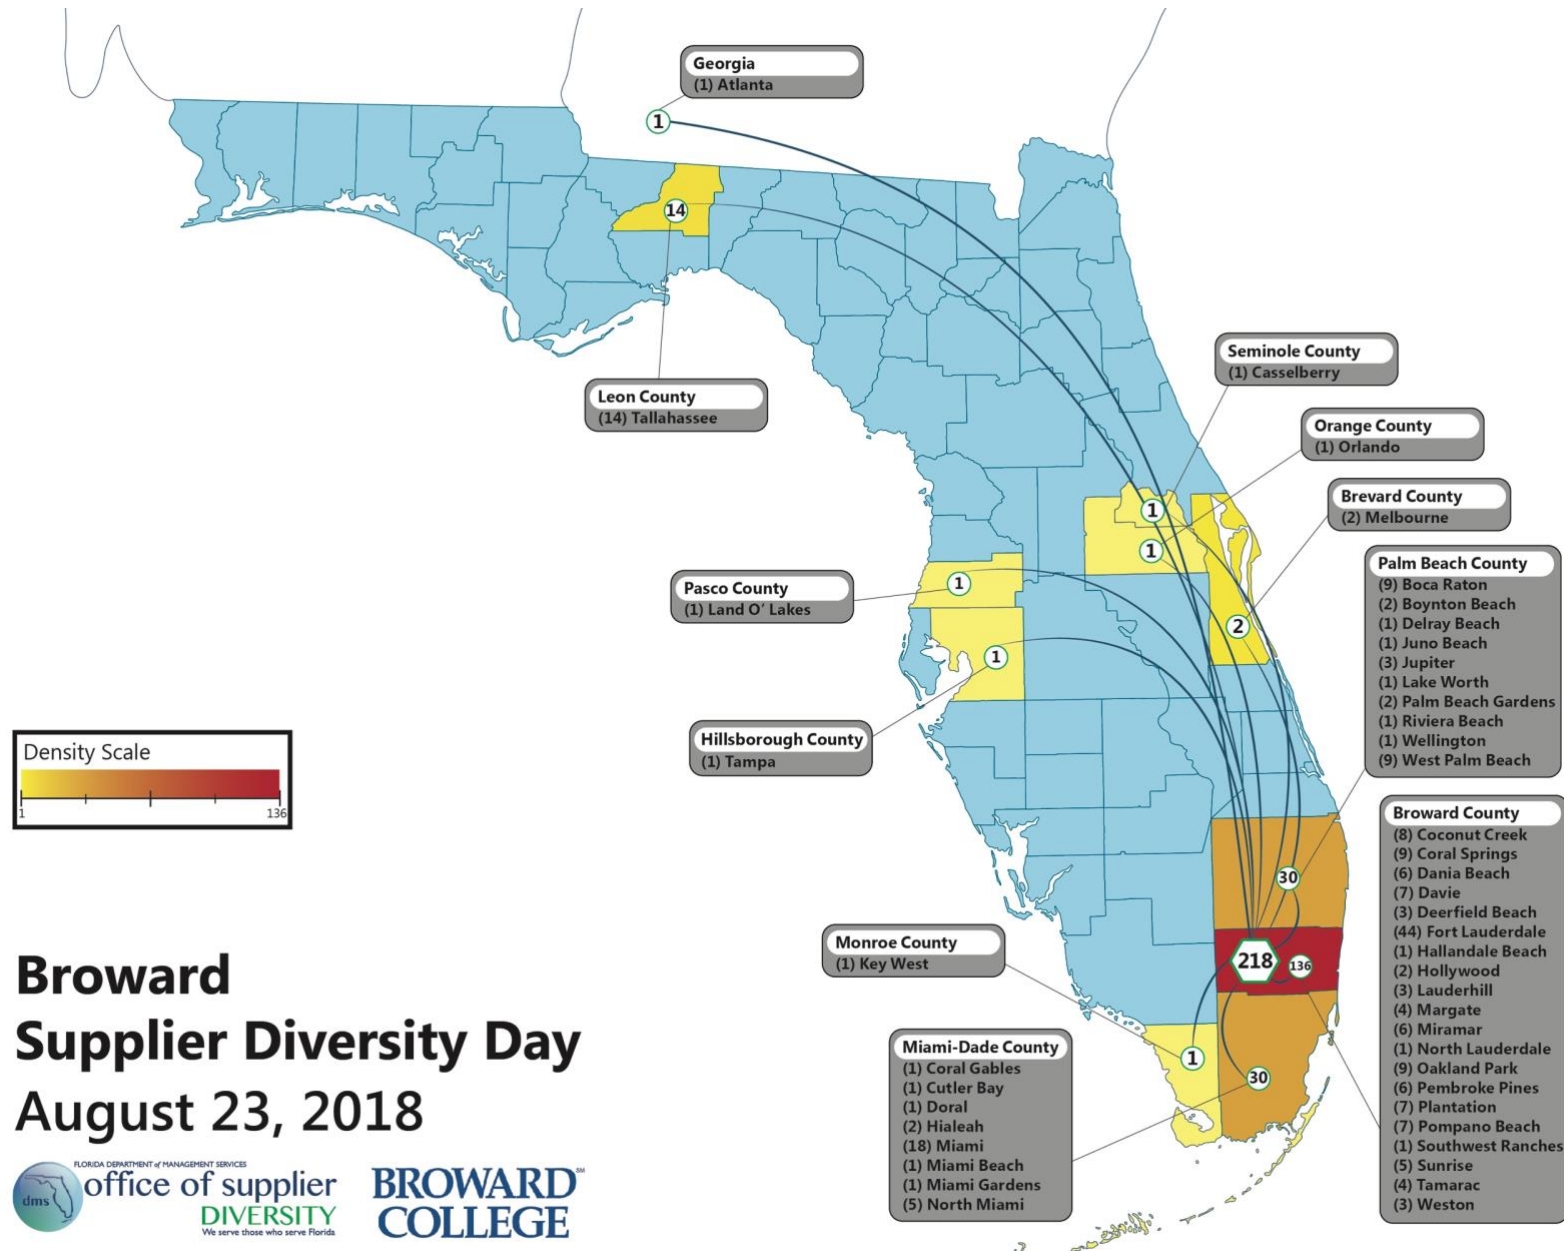 Georgia
(1) Atlanta
1
14
Leon County
(14) Tallahassee
Seminole County
(1) Casselberry
Orange County
(1) Orlando
Brevard County
(2) Melbourne
1
1
2
Pasco County
(1) Land O' Lakes
1
1
Hillsborough County
(1) Tampa
Palm Beach County
(9) Boca Raton
(2) Boynton Beach
(1) Delray Beach
(1) Juno Beach
(3) Jupiter
(1) Lake Worth
(2) Palm Beach Gardens
(1) Riviera Beach
(1) Wellington
(9) West Palm Beach
Density Scale
1 136
30
218 136
Broward County
(8) Coconut Creek
(9) Coral Springs
(6) Dania Beach
(7) Davie
(3) Deerfield Beach
(44) Fort Lauderdale
(1) Hallandale Beach
(2) Hollywood
(3) Lauderhill
(4) Margate
(6) Miramar
(1) North Lauderdale
(9) Oakland Park
(6) Pembroke Pines
(7) Plantation
(7) Pompano Beach
(1) Southwest Ranches
(5) Sunrise
(4) Tamarac
(3) Weston
Monroe County
(1) Key West
1
30
Miami-Dade County
(1) Coral Gables
(1) Cutler Bay
(1) Doral
(2) Hialeah
(18) Miami
(1) Miami Beach
(1) Miami Gardens
(5) North Miami
Broward
Supplier Diversity Day
August 23, 2018
FLORIDA DEPARTMENT of MANAGEMENT SERVICES
dms
office of supplier
DIVERSITY
We serve those who serve Florida
BROWARD SM
COLLEGE